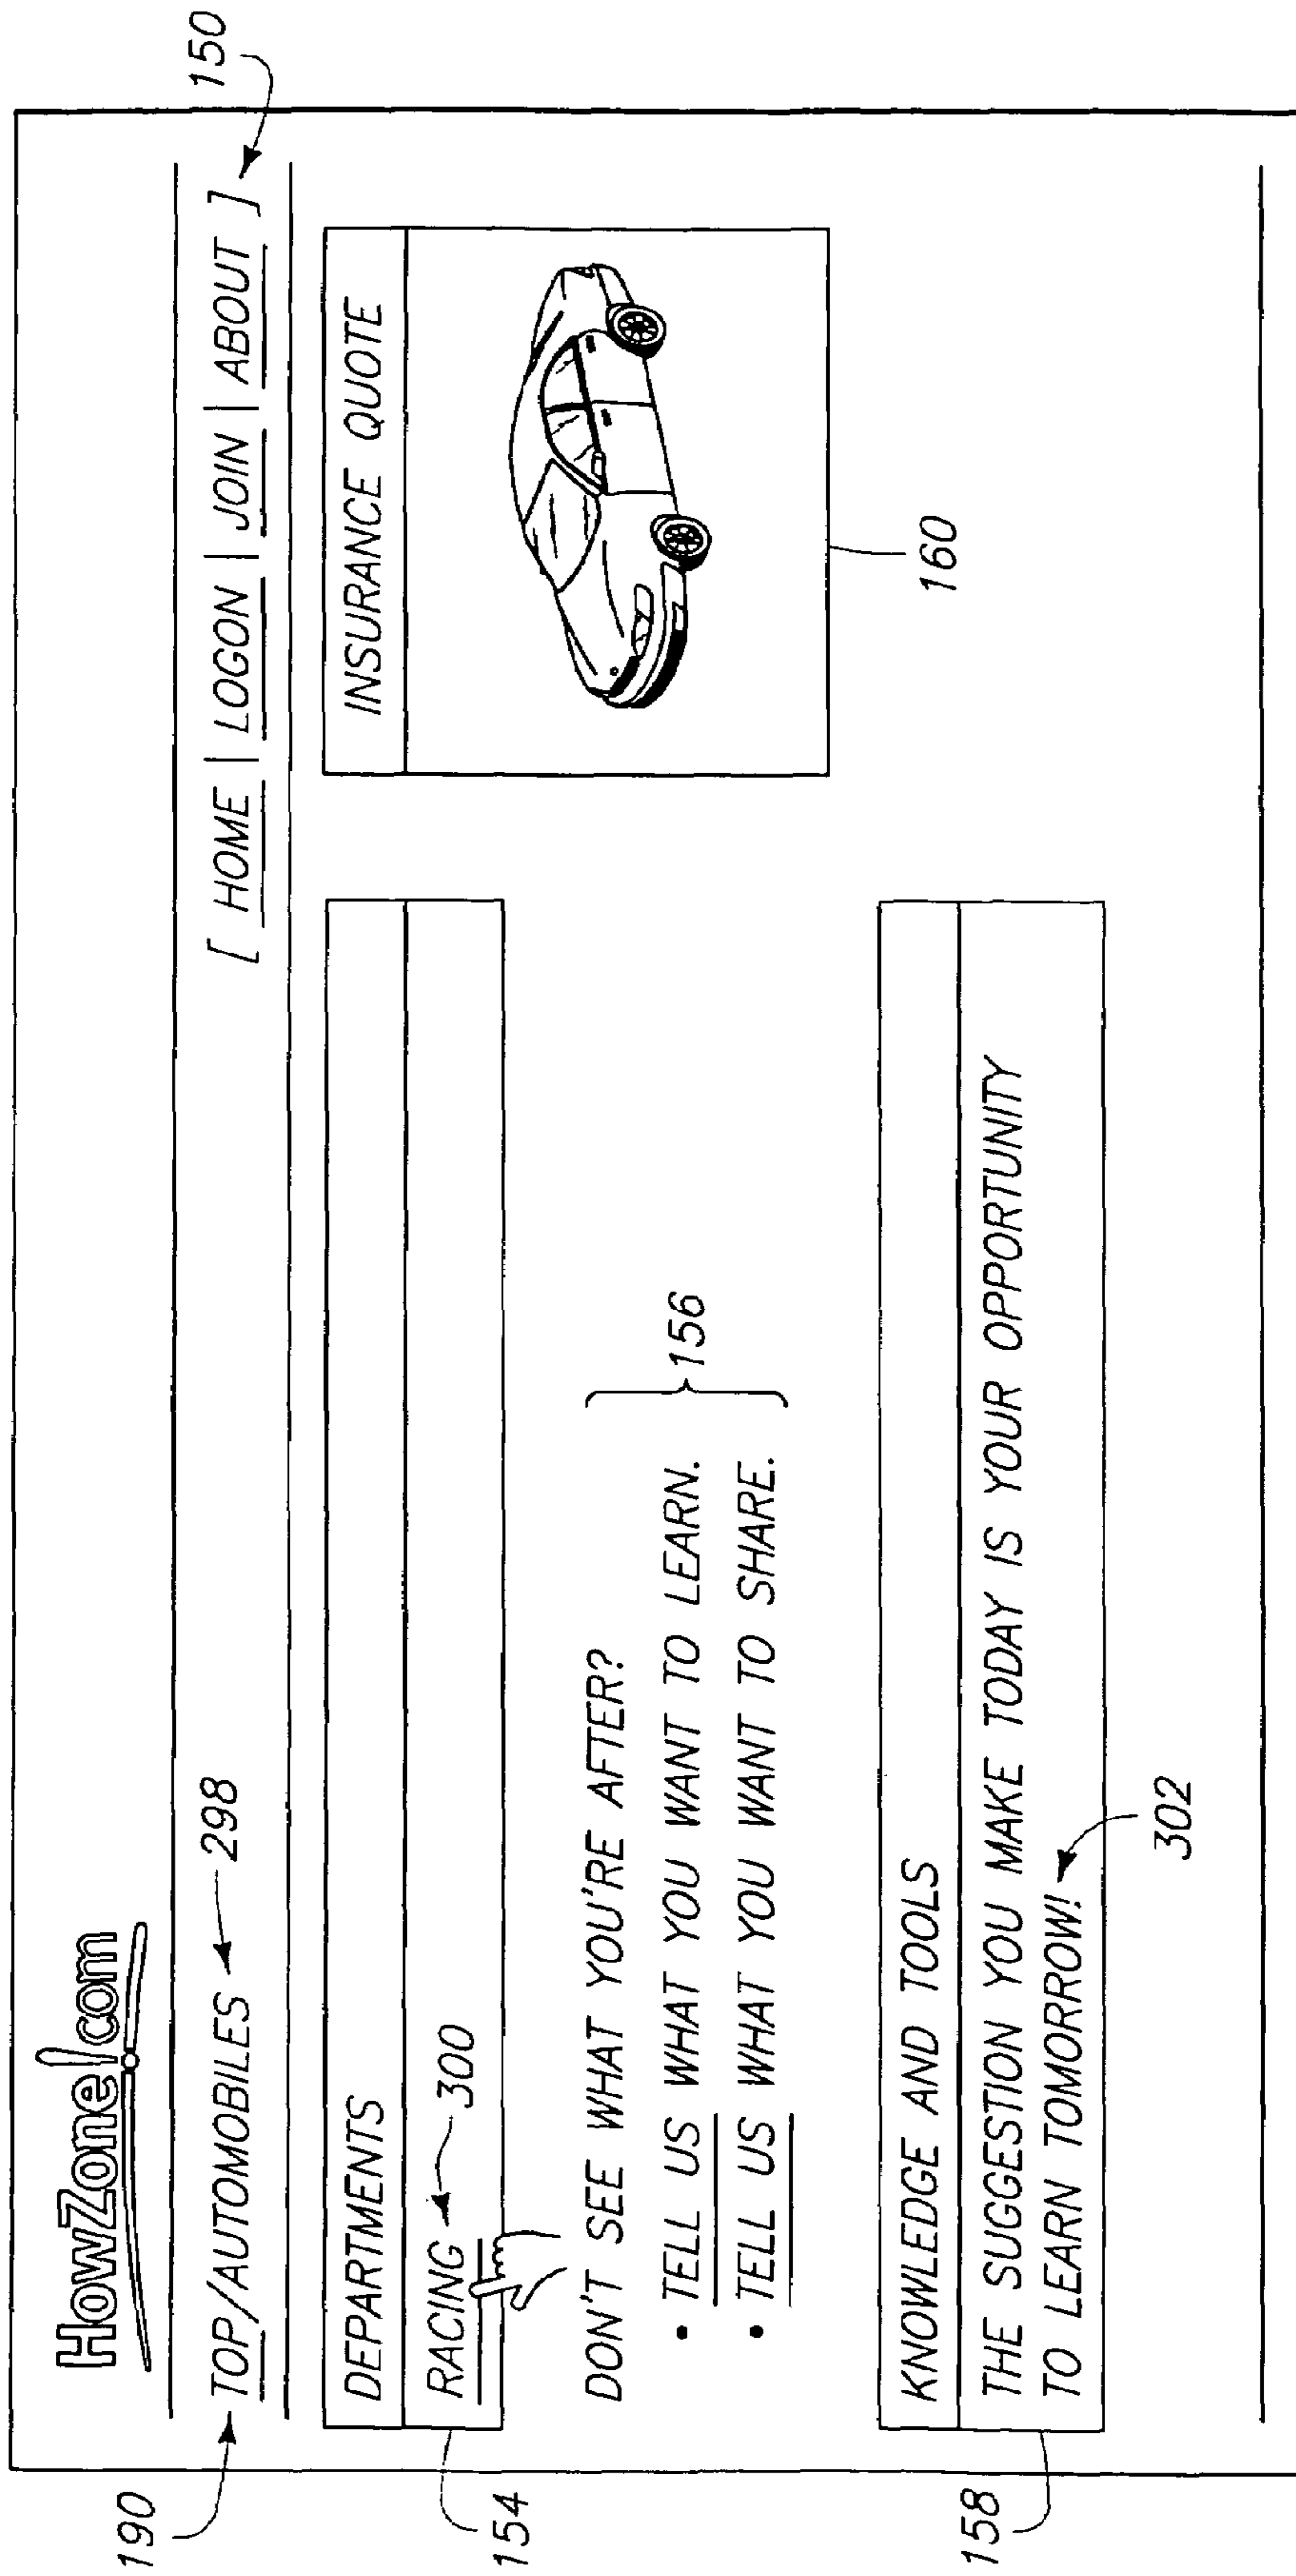 HowZone!com
190
TOP/AUTOMOBILES
298
[ HOME | LOGON | JOIN | ABOUT ]
150
DEPARTMENTS
RACING
300
154
INSURANCE QUOTE
160
DON'T SEE WHAT YOU'RE AFTER?
• TELL US WHAT YOU WANT TO LEARN.
• TELL US WHAT YOU WANT TO SHARE.
156
KNOWLEDGE AND TOOLS
THE SUGGESTION YOU MAKE TODAY IS YOUR OPPORTUNITY
TO LEARN TOMORROW!
158
302